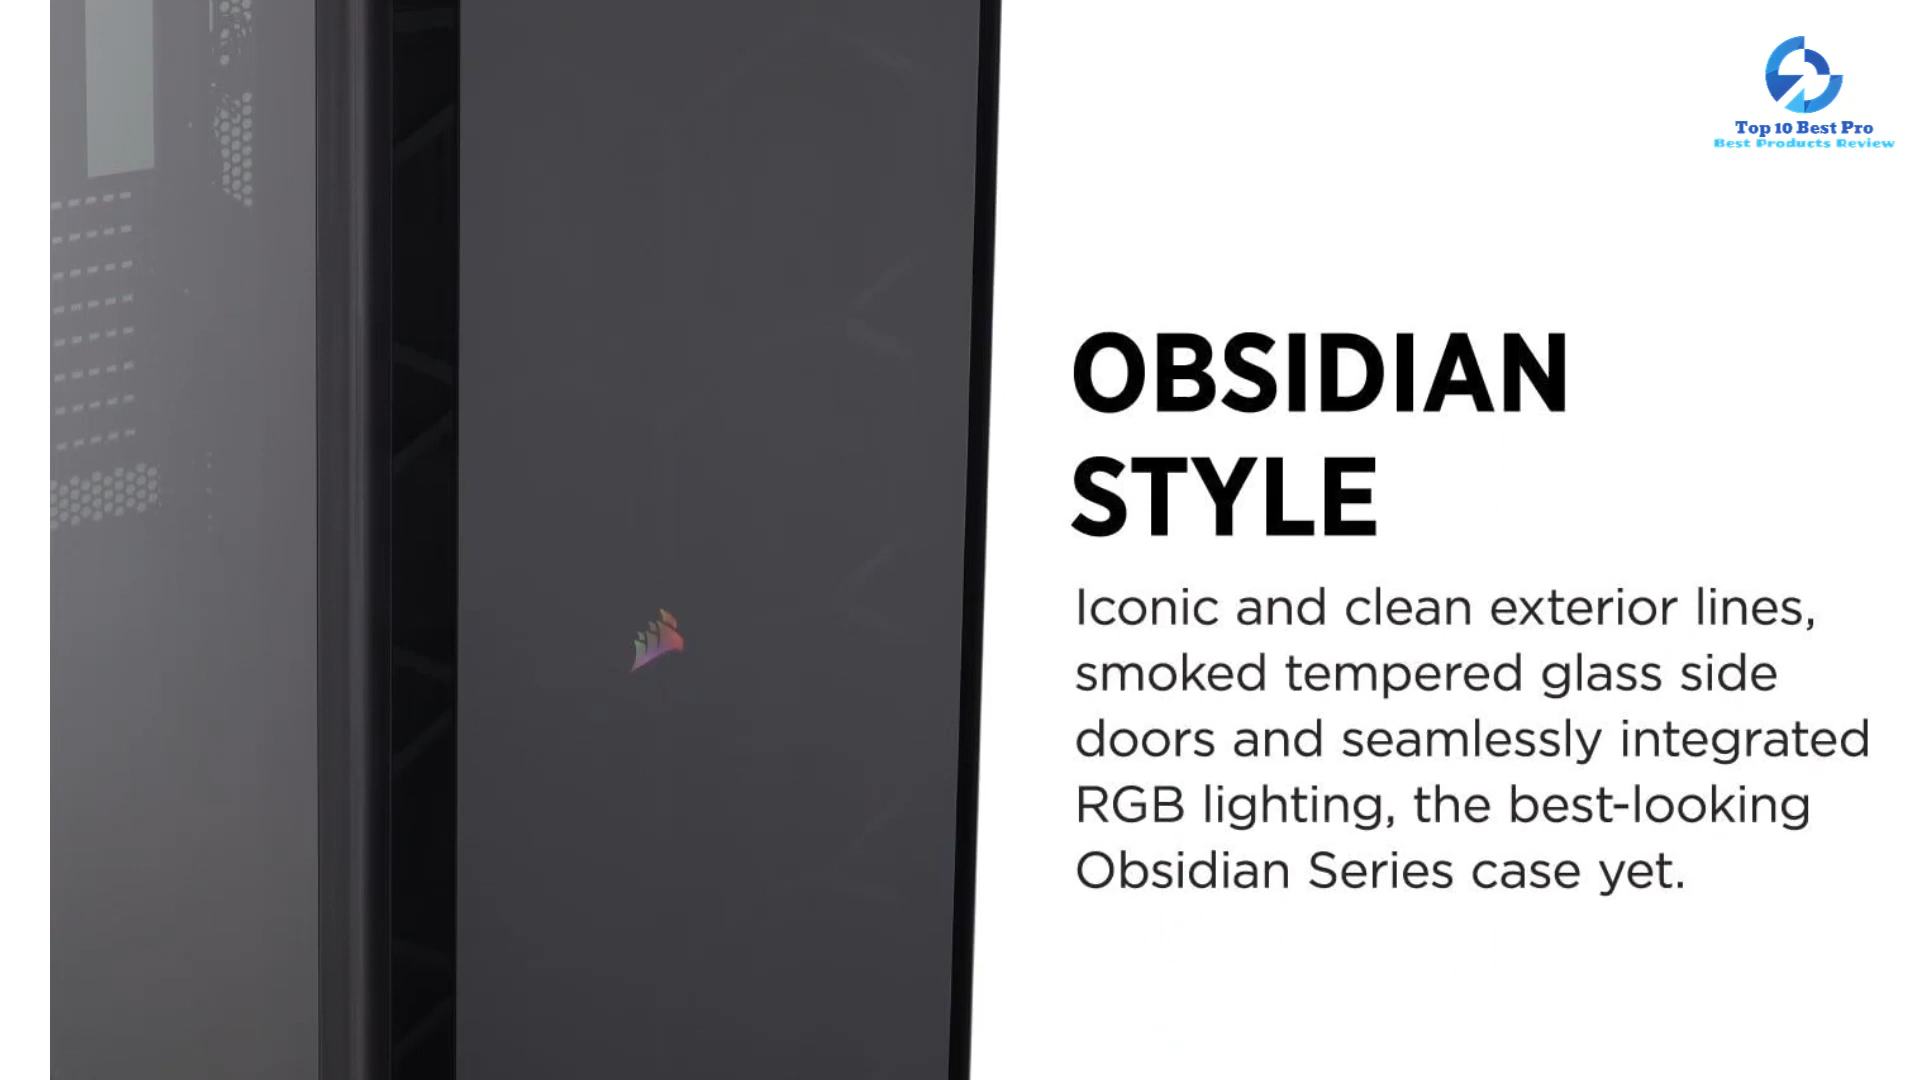 Top 10 Best Pro
Best Products Review
OBSIDIAN
STYLE
Iconic and clean exterior lines,
smoked tempered glass side
doors and seamlessly integrated
RGB lighting, the best-looking
Obsidian Series case yet.